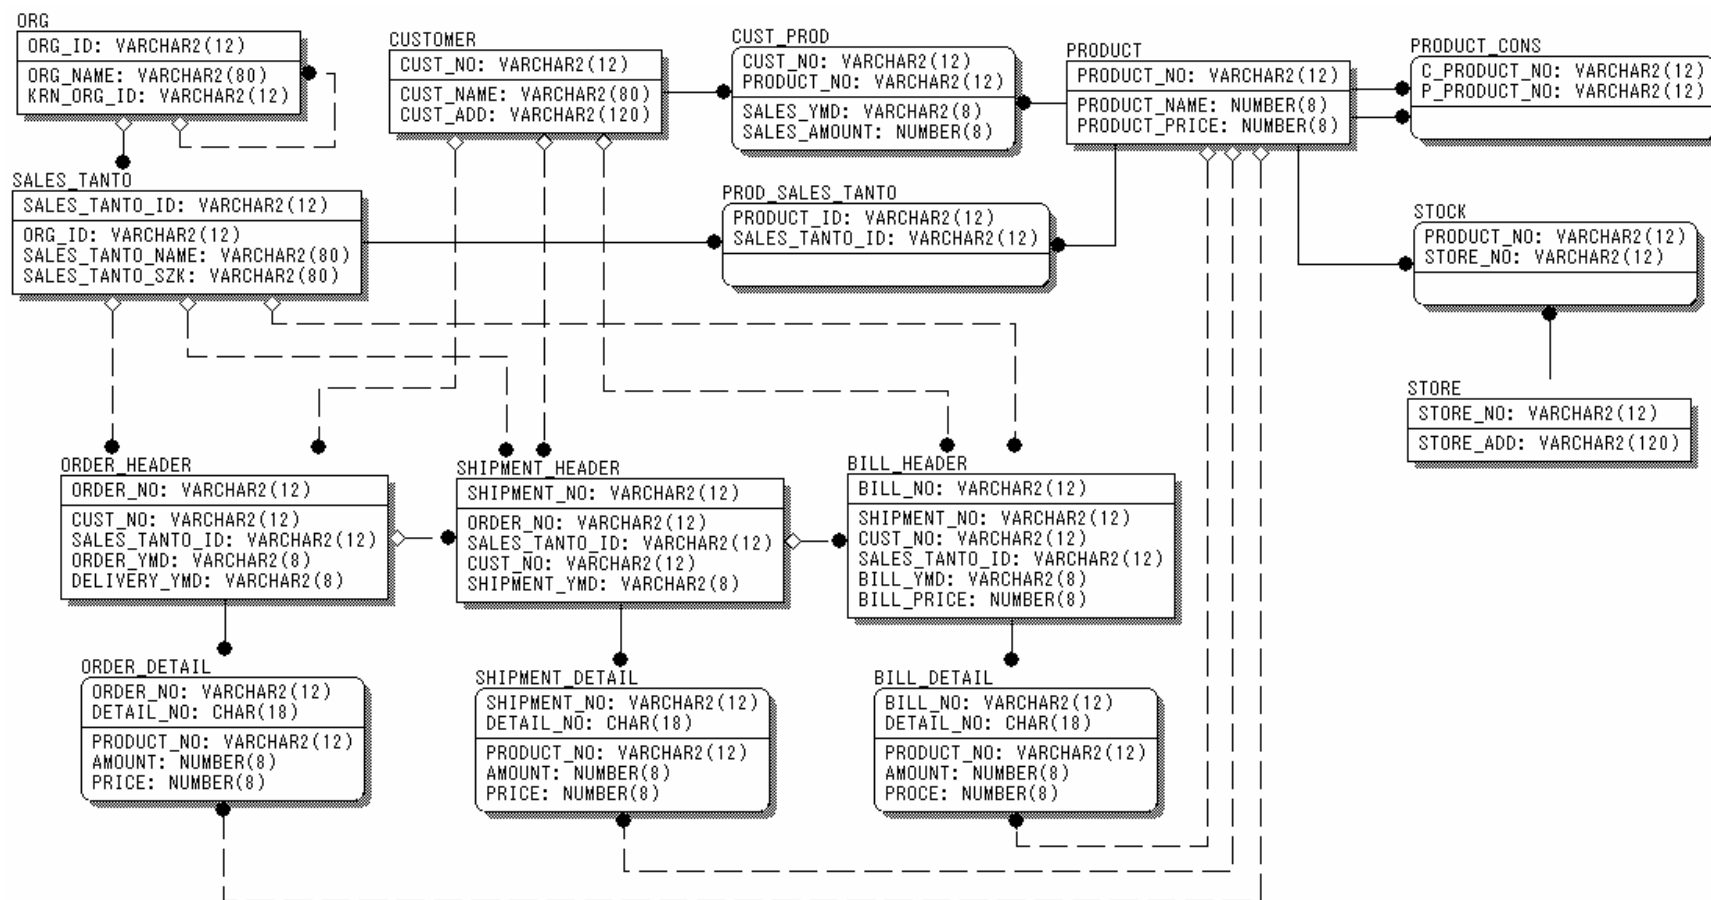 ORG
ORG_ID: VARCHAR2(12)
ORG_NAME: VARCHAR2(80)
KRN_ORG_ID: VARCHAR2(12)
CUSTOMER
CUST_NO: VARCHAR2(12)
CUST_NAME: VARCHAR2(80)
CUST_ADD: VARCHAR2(120)
CUST_PROD
CUST_NO: VARCHAR2(12)
PRODUCT_NO: VARCHAR2(12)
SALES_YMD: VARCHAR2(8)
SALES_AMOUNT: NUMBER(8)
PRODUCT
PRODUCT_NO: VARCHAR2(12)
PRODUCT_NAME: NUMBER(8)
PRODUCT_PRICE: NUMBER(8)
PRODUCT_CONS
C_PRODUCT_NO: VARCHAR2(12)
P_PRODUCT_NO: VARCHAR2(12)
SALES_TANTO
SALES_TANTO_ID: VARCHAR2(12)
ORG_ID: VARCHAR2(12)
SALES_TANTO_NAME: VARCHAR2(80)
SALES_TANTO_SZK: VARCHAR2(80)
PROD_SALES_TANTO
PRODUCT_ID: VARCHAR2(12)
SALES_TANTO_ID: VARCHAR2(12)
STOCK
PRODUCT_NO: VARCHAR2(12)
STORE_NO: VARCHAR2(12)
STORE
STORE_NO: VARCHAR2(12)
STORE_ADD: VARCHAR2(120)
ORDER_HEADER
ORDER_NO: VARCHAR2(12)
CUST_NO: VARCHAR2(12)
SALES_TANTO_ID: VARCHAR2(12)
ORDER_YMD: VARCHAR2(8)
DELIVERY_YMD: VARCHAR2(8)
SHIPMENT_HEADER
SHIPMENT_NO: VARCHAR2(12)
ORDER_NO: VARCHAR2(12)
SALES_TANTO_ID: VARCHAR2(12)
CUST_NO: VARCHAR2(12)
SHIPMENT_YMD: VARCHAR2(8)
BILL_HEADER
BILL_NO: VARCHAR2(12)
SHIPMENT_NO: VARCHAR2(12)
CUST_NO: VARCHAR2(12)
SALES_TANTO_ID: VARCHAR2(12)
BILL_YMD: VARCHAR2(8)
BILL_PRICE: NUMBER(8)
ORDER_DETAIL
ORDER_NO: VARCHAR2(12)
DETAIL_NO: CHAR(18)
PRODUCT_NO: VARCHAR2(12)
AMOUNT: NUMBER(8)
PRICE: NUMBER(8)
SHIPMENT_DETAIL
SHIPMENT_NO: VARCHAR2(12)
DETAIL_NO: CHAR(18)
PRODUCT_NO: VARCHAR2(12)
AMOUNT: NUMBER(8)
PRICE: NUMBER(8)
BILL_DETAIL
BILL_NO: VARCHAR2(12)
DETAIL_NO: CHAR(18)
PRODUCT_NO: VARCHAR2(12)
AMOUNT: NUMBER(8)
PROCE: NUMBER(8)